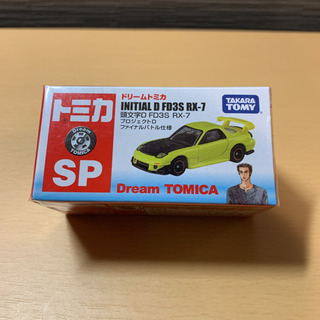 トミカ
Dream
TOMICA
SP
ドリームトミカ
INITIAL D FD3S RX-7
頭文字D FD3S RX-7
プロジェクトD
ファイナルバトル仕様
TAKARA
TOMY
Dream TOMICA